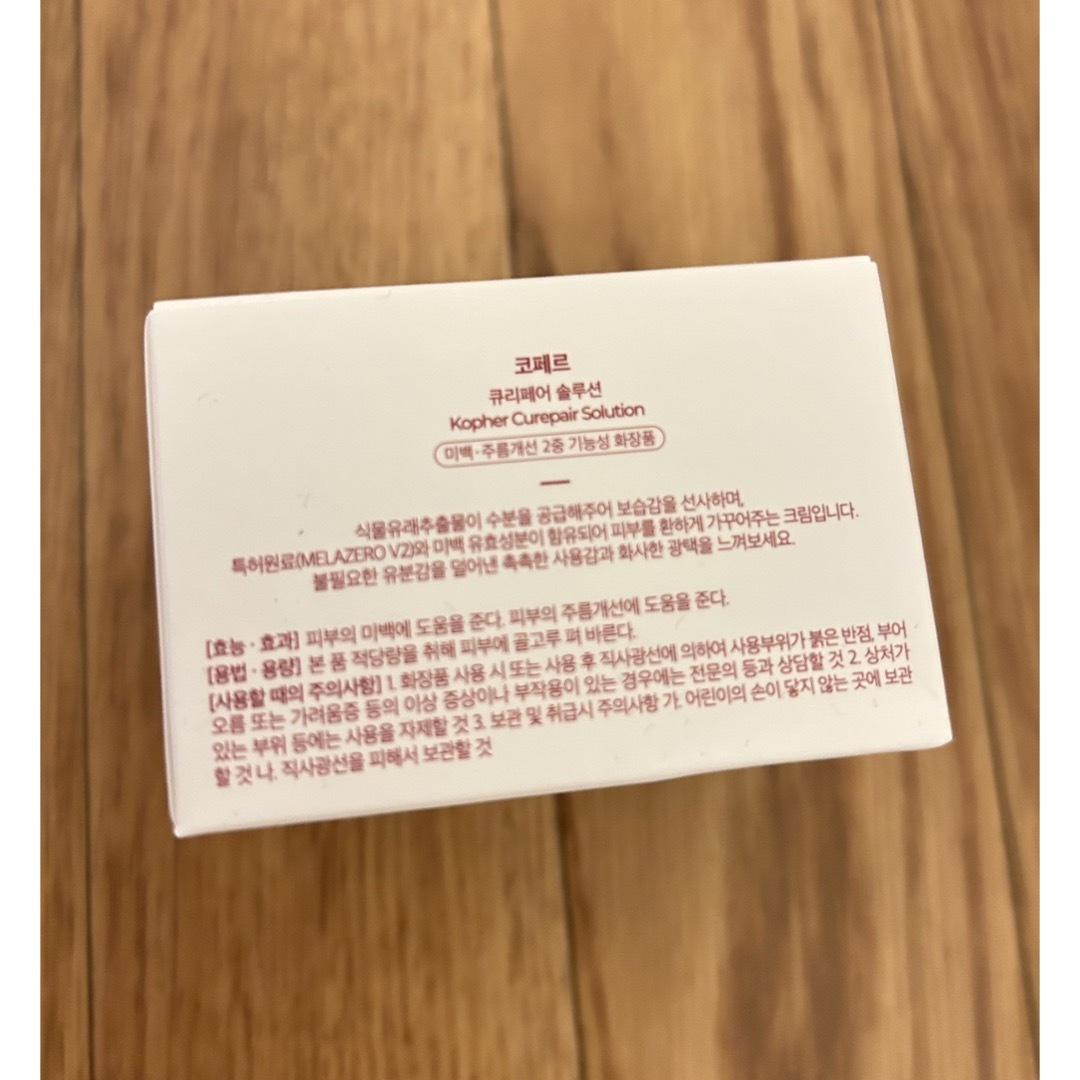 코페르
큐리페어 솔루션
Kopher Curepair Solution
미백·주름개선 2중 기능성 화장품
식물유래추출물이 수분을 공급해주어 보습감을 선사하며,
특허원료(MELAZERO V2)와 미백 유효성분이 함유되어 피부를 환하게 가꾸어주는 크림입니다.
불필요한 유분감을 덜어낸 촉촉한 사용감과 화사한 광택을 느껴보세요.
[효능·효과] 피부의 미백에 도움을 준다. 피부의 주름개선에 도움을 준다.
[용법·용량] 본 품 적당량을 취해 피부에 골고루 펴 바른다.
[사용할 때의 주의사항] 1. 화장품 사용 시 또는 사용 후 직사광선에 의하여 사용부위가 붉은 반점, 부어
오름 또는 가려움증 등의 이상 증상이나 부작용이 있는 경우에는 전문의 등과 상담할 것 2. 상처가
있는 부위 등에는 사용을 자제할 것 3. 보관 및 취급시 주의사항 가. 어린이의 손이 닿지 않는 곳에 보관
할 것 나. 직사광선을 피해서 보관할 것